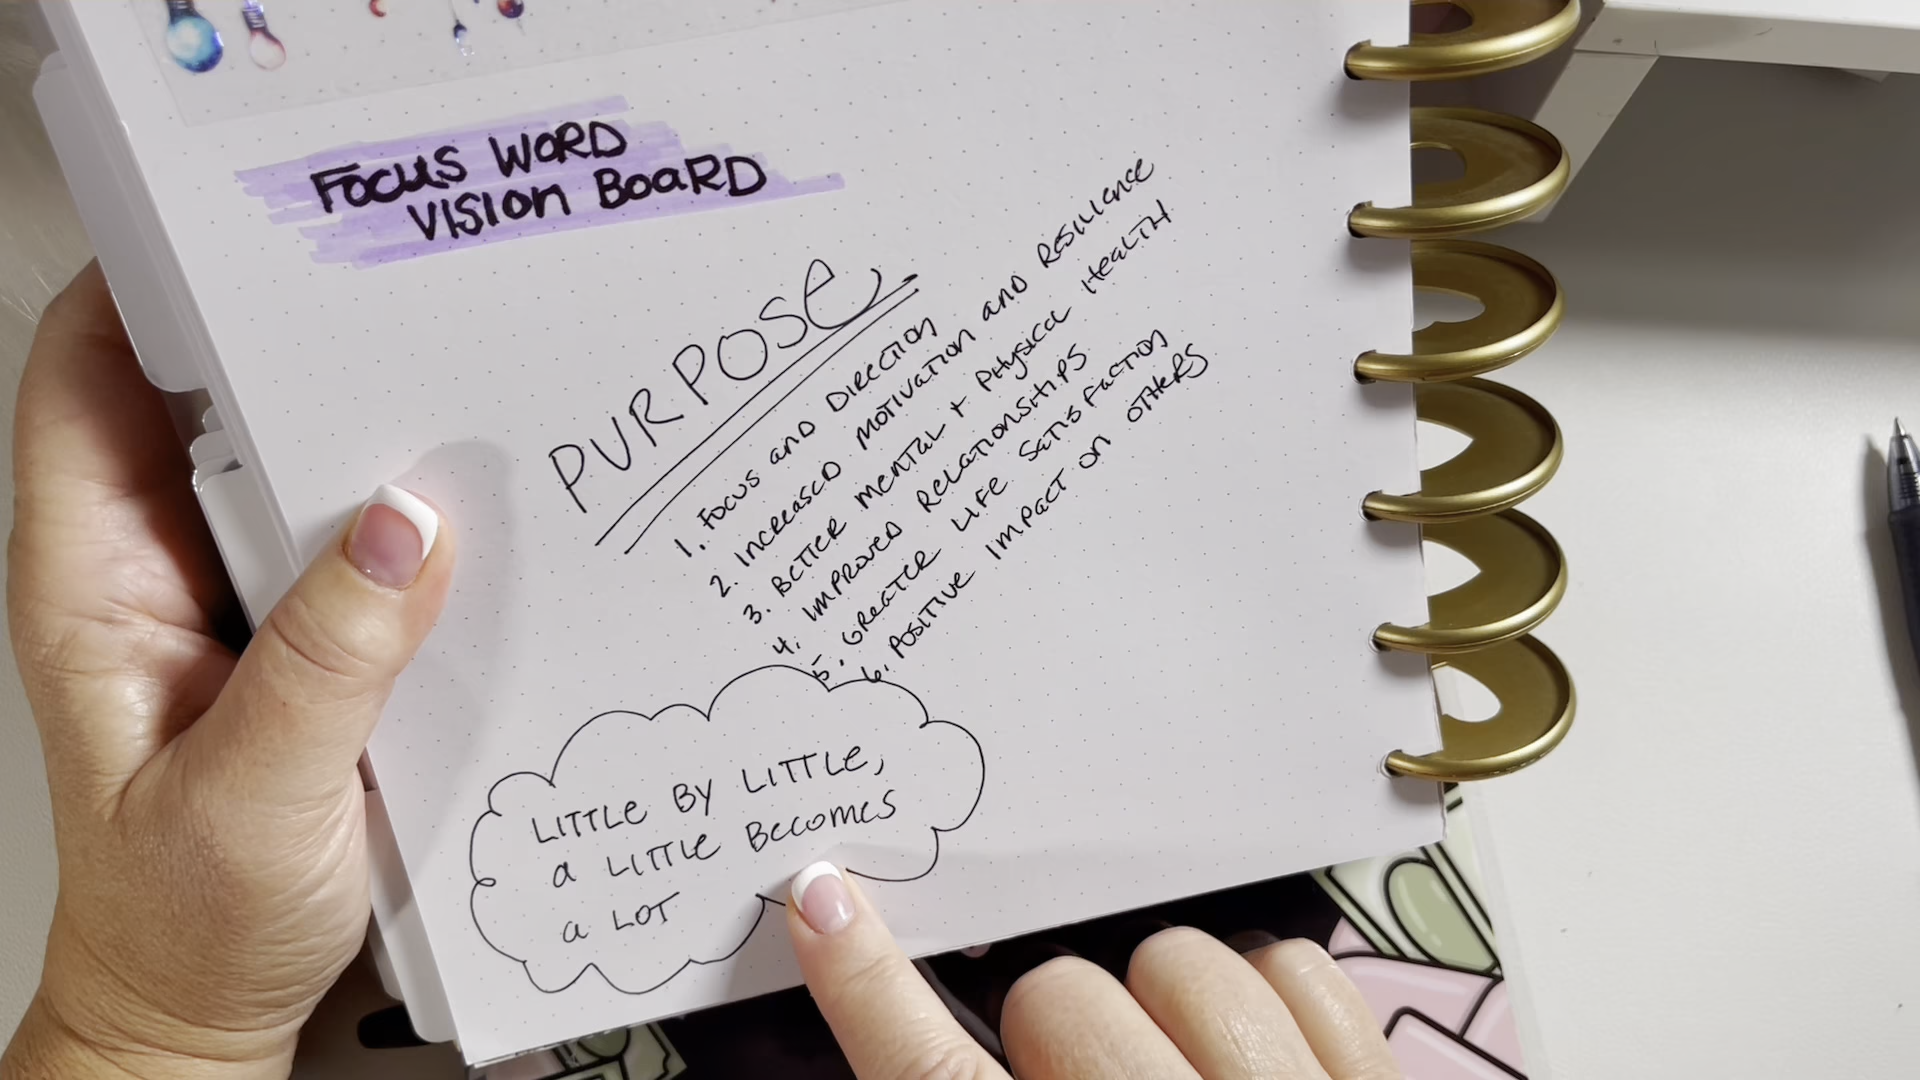 FOCUS WORD
VISION BOARD
PURPOSE
1. FOCUS AND DIRECTION
2. INCREASED MOTIVATION AND RESILIENCE
3. BETTER MENTAL + PHYSICAL HEALTH
4. IMPROVED RELATIONSHIPS
5. GREATER LIFE SATISFACTION
6. POSITIVE IMPACT ON OTHERS
LITTLE BY LITTLE,
A LITTLE BECOMES
A LOT